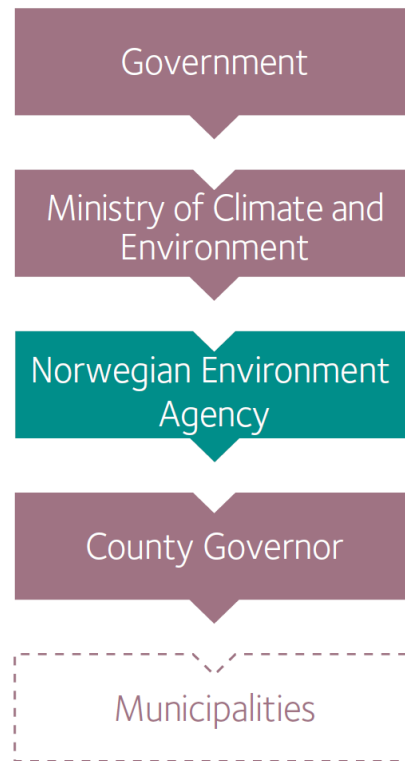 Government
Ministry of Climate and
Environment
Norwegian Environment
Agency
County Governor
Municipalities